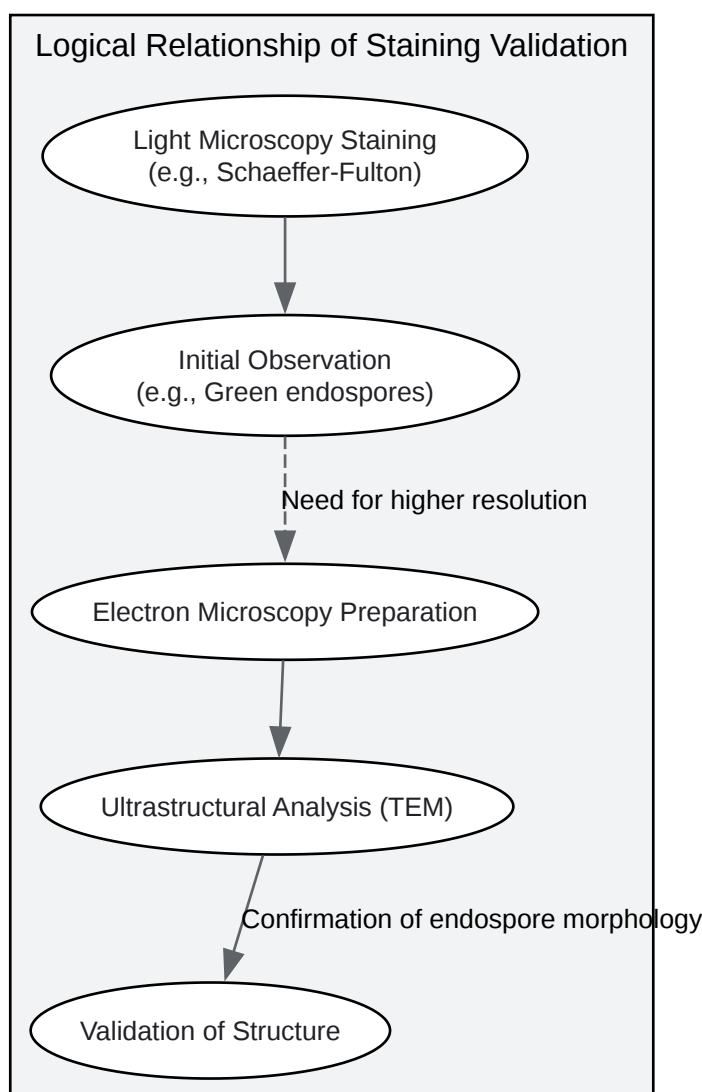 Logical Relationship of Staining Validation
Light Microscopy Staining
(e.g., Schaeffer-Fulton)
Initial Observation
(e.g., Green endospores)
Need for higher resolution
Electron Microscopy Preparation
Ultrastructural Analysis (TEM)
Confirmation of endospore morphology
Validation of Structure